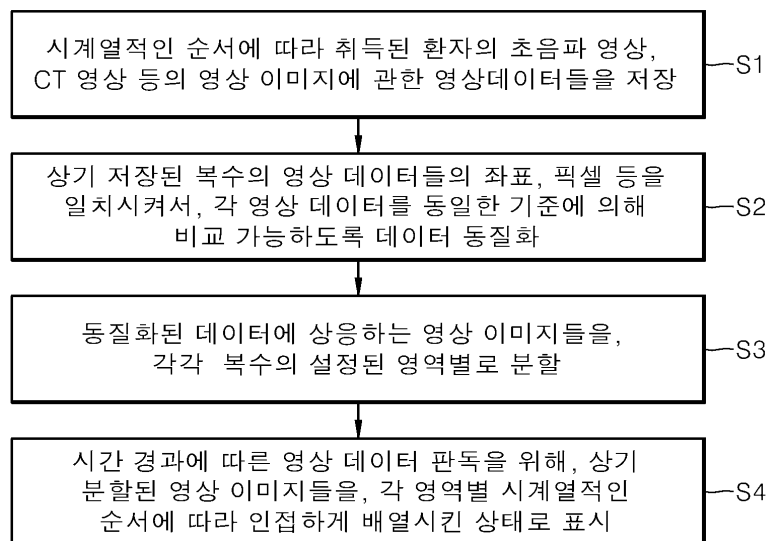 시계열적인 순서에 따라 취득된 환자의 초음파 영상,
CT 영상 등의 영상 이미지에 관한 영상데이터들을 저장
S1
상기 저장된 복수의 영상 데이터들의 좌표, 픽셀 등을
일치시켜서, 각 영상 데이터를 동일한 기준에 의해
비교 가능하도록 데이터 동질화
S2
동질화된 데이터에 상응하는 영상 이미지들을,
각각 복수의 설정된 영역별로 분할
S3
시간 경과에 따른 영상 데이터 판독을 위해, 상기
분할된 영상 이미지들을, 각 영역별 시계열적인
순서에 따라 인접하게 배열시킨 상태로 표시
S4